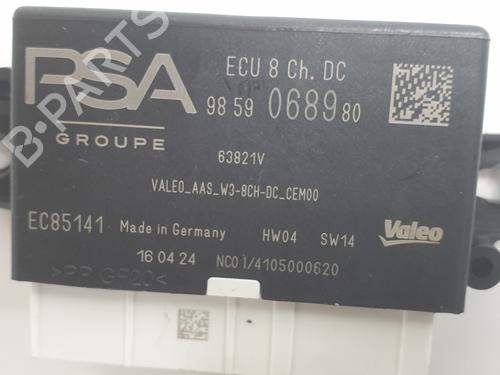 PSA
GROUPE
ECU 8 Ch. DC
98 59 0689 80
63821V
VALEO_AAS_W3-8CH-DC_CEM00
EC85141 Made in Germany HW04 SW14
Valeo
16 04 24 NC01/4105000620
>PP GF20<
B-PARTS